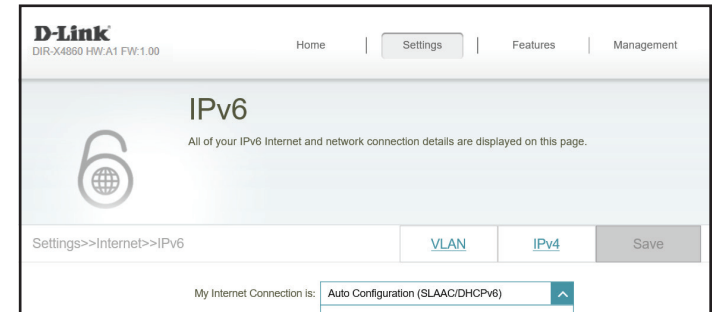 D-Link
DIR-X4860 HW:A1 FW:1.00
Home | Settings | Features | Management
IPv6
All of your IPv6 Internet and network connection details are displayed on this page.
Settings>>Internet>>IPv6
VLAN
IPv4
Save
My Internet Connection is: Auto Configuration (SLAAC/DHCPv6)